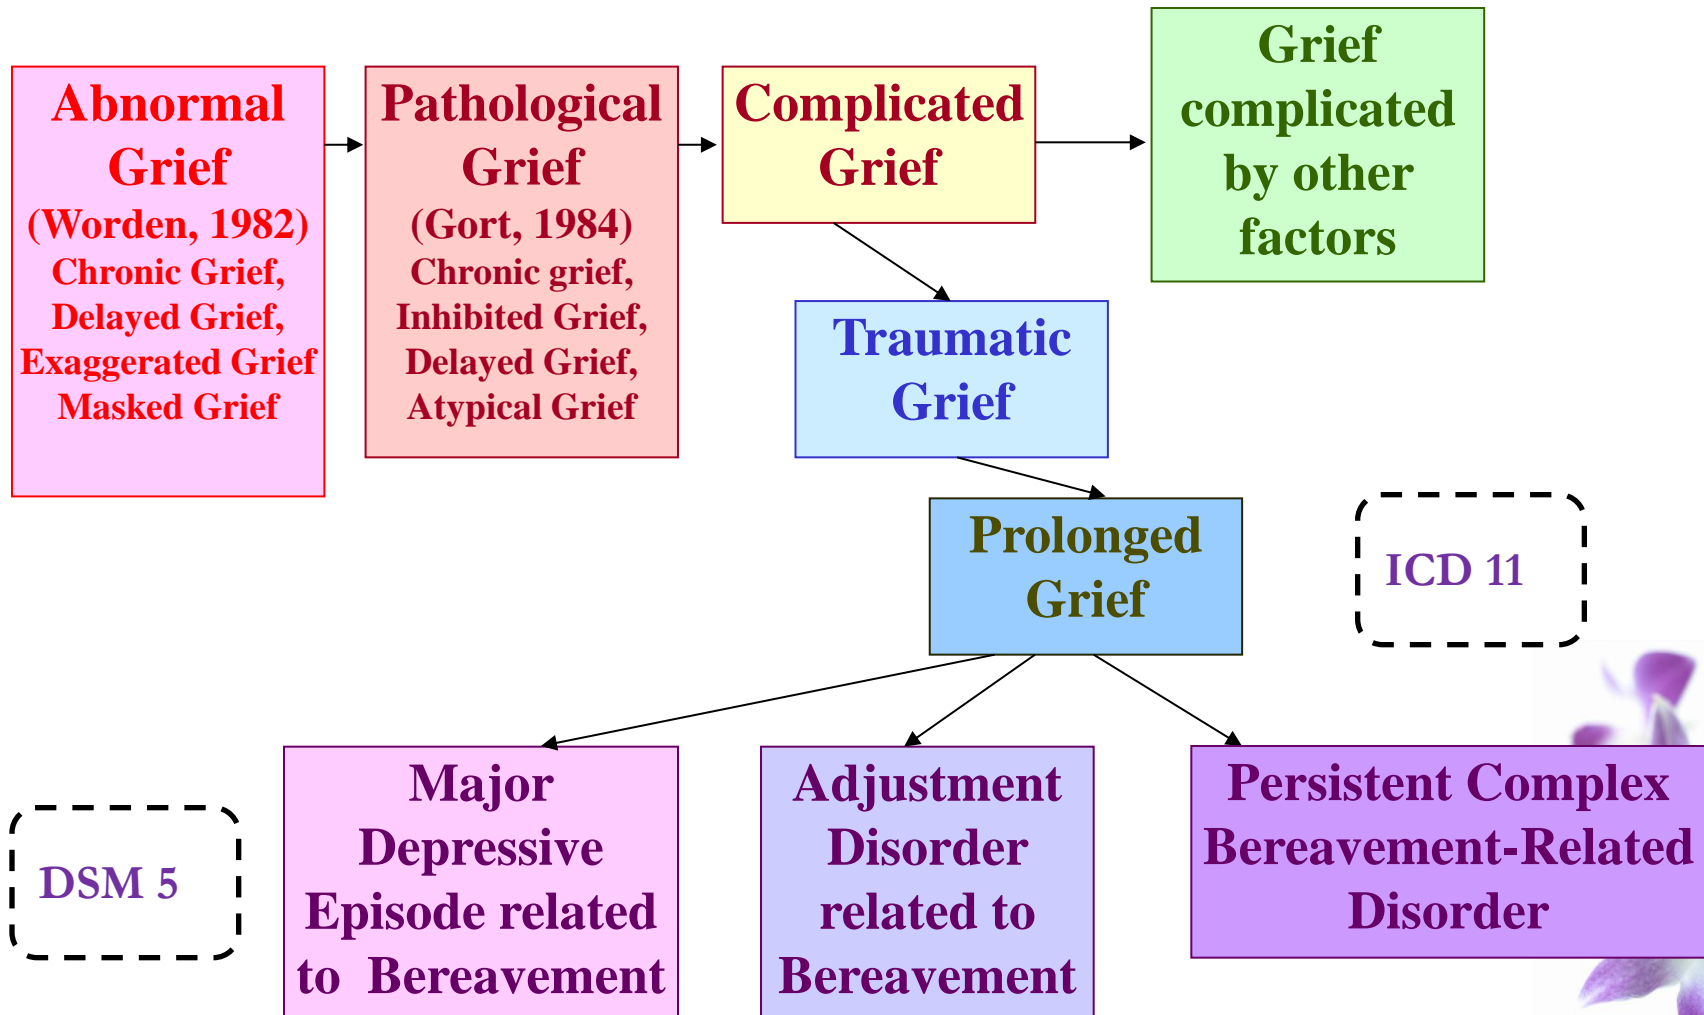 Abnormal
Grief
(Worden, 1982)
Chronic Grief,
Delayed Grief,
Exaggerated Grief
Masked Grief
Pathological
Grief
(Gort, 1984)
Chronic grief,
Inhibited Grief,
Delayed Grief,
Atypical Grief
Complicated
Grief
Grief
complicated
by other
factors
Traumatic
Grief
Prolonged
Grief
ICD 11
DSM 5
Major
Depressive
Episode related
to Bereavement
Adjustment
Disorder
related to
Bereavement
Persistent Complex
Bereavement-Related
Disorder